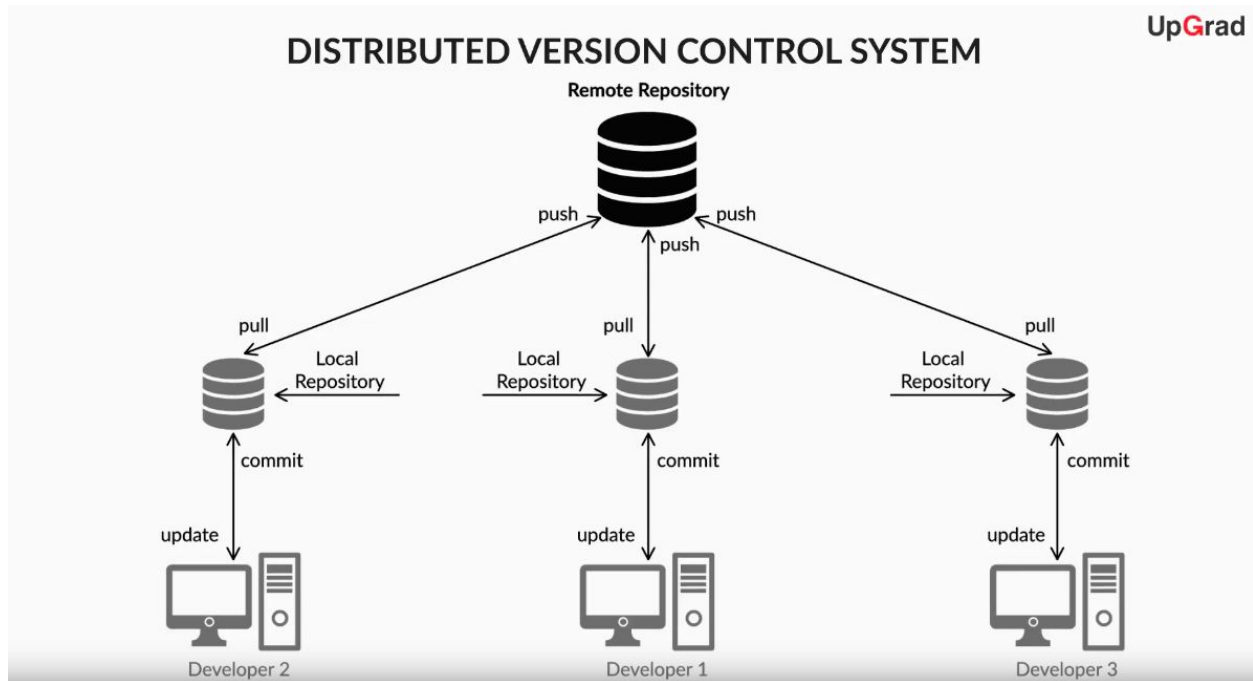 UpGrad
DISTRIBUTED VERSION CONTROL SYSTEM
Remote Repository
push
push
push
pull
pull
pull
Local
Repository
Local
Repository
Local
Repository
commit
commit
commit
update
update
update
Developer 2
Developer 1
Developer 3